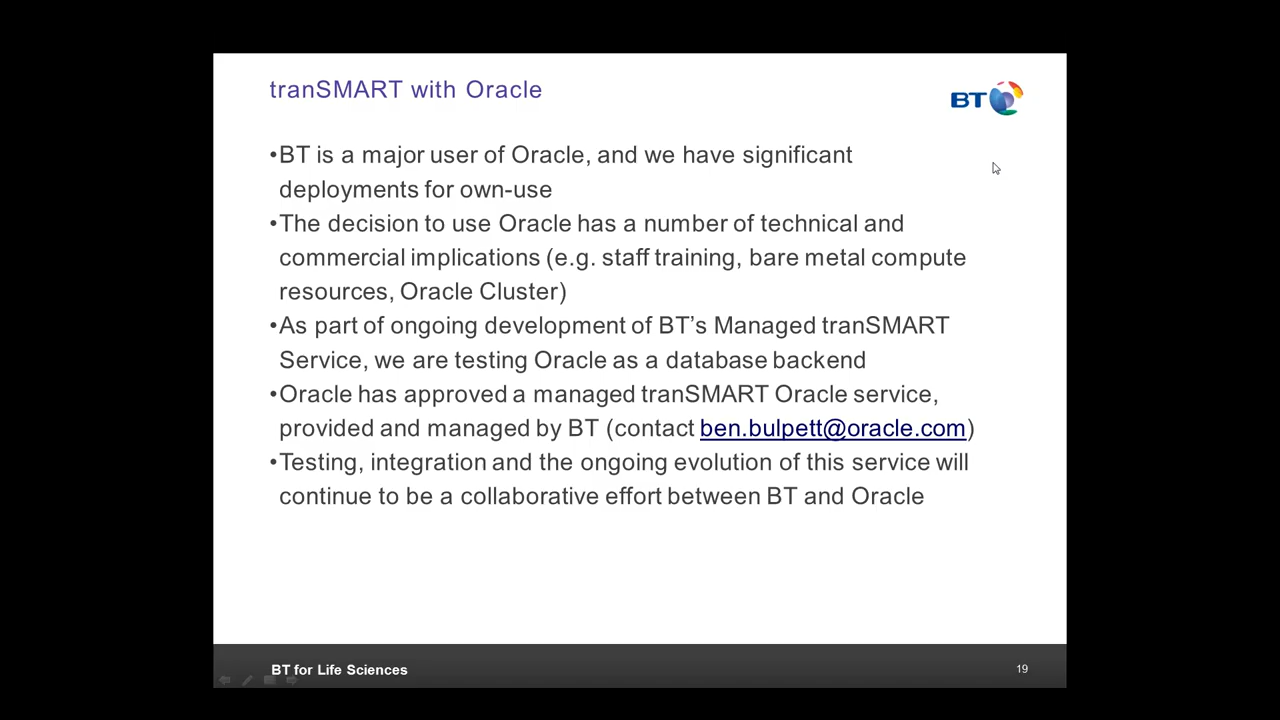 tranSMART with Oracle
BT
•BT is a major user of Oracle, and we have significant
deployments for own-use
•The decision to use Oracle has a number of technical and
commercial implications (e.g. staff training, bare metal compute
resources, Oracle Cluster)
•As part of ongoing development of BT’s Managed tranSMART
Service, we are testing Oracle as a database backend
•Oracle has approved a managed tranSMART Oracle service,
provided and managed by BT (contact ben.bulpett@oracle.com)
•Testing, integration and the ongoing evolution of this service will
continue to be a collaborative effort between BT and Oracle
BT for Life Sciences
19